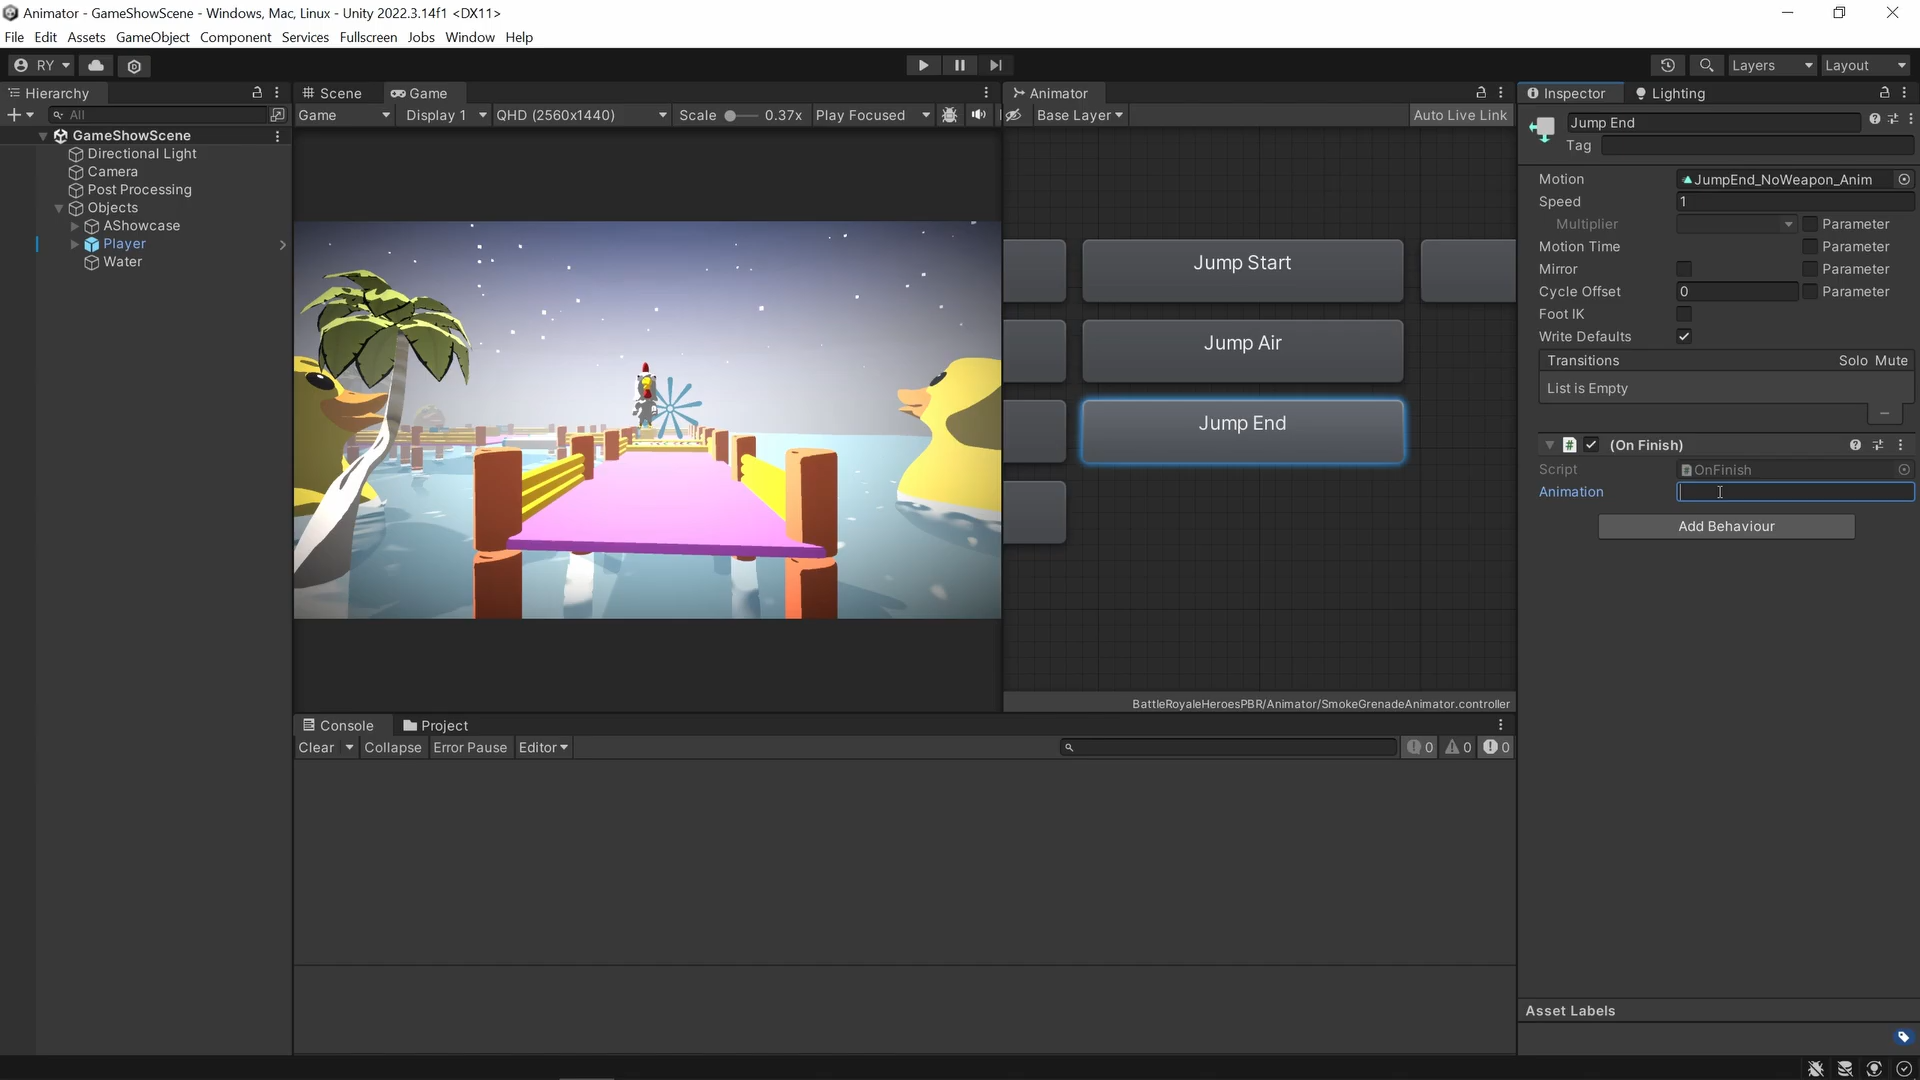 Animator - GameShowScene - Windows, Mac, Linux - Unity 2022.3.14f1 <DX11>
File Edit Assets GameObject Component Services Fullscreen Jobs Window Help
RY Layers Layout
Hierarchy
All
GameShowScene
Directional Light
Camera
Post Processing
Objects
AShowcase
Player
Water
Scene Game
Game Display 1 QHD (2560x1440) Scale 0.37x Play Focused
Animator
Base Layer Auto Live Link
Jump Start
Jump Air
Jump End
BattleRoyaleHeroesPBR/Animator/SmokeGrenadeAnimator.controller
Console Project
Clear Collapse Error Pause Editor 0 0 0
Inspector Lighting
Jump End
Tag
Motion JumpEnd_NoWeapon_Anim
Speed 1
Multiplier Parameter
Motion Time Parameter
Mirror Parameter
Cycle Offset 0 Parameter
Foot IK
Write Defaults
Transitions Solo Mute
List is Empty
# (On Finish)
Script OnFinish
Animation
Add Behaviour
Asset Labels